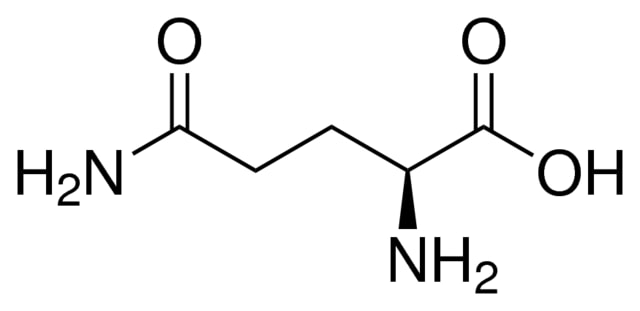 O O
H₂N OH
NH₂